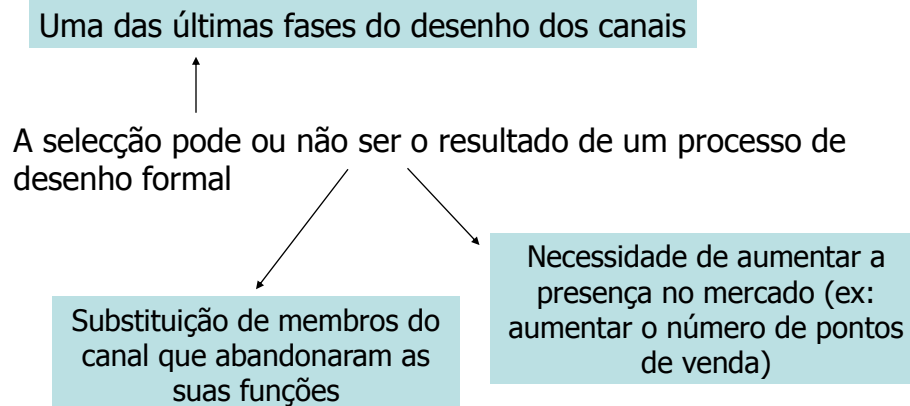 Uma das últimas fases do desenho dos canais
A selecção pode ou não ser o resultado de um processo de
desenho formal
Necessidade de aumentar a
presença no mercado (ex:
aumentar o número de pontos
de venda)
Substituição de membros do
canal que abandonaram as
suas funções